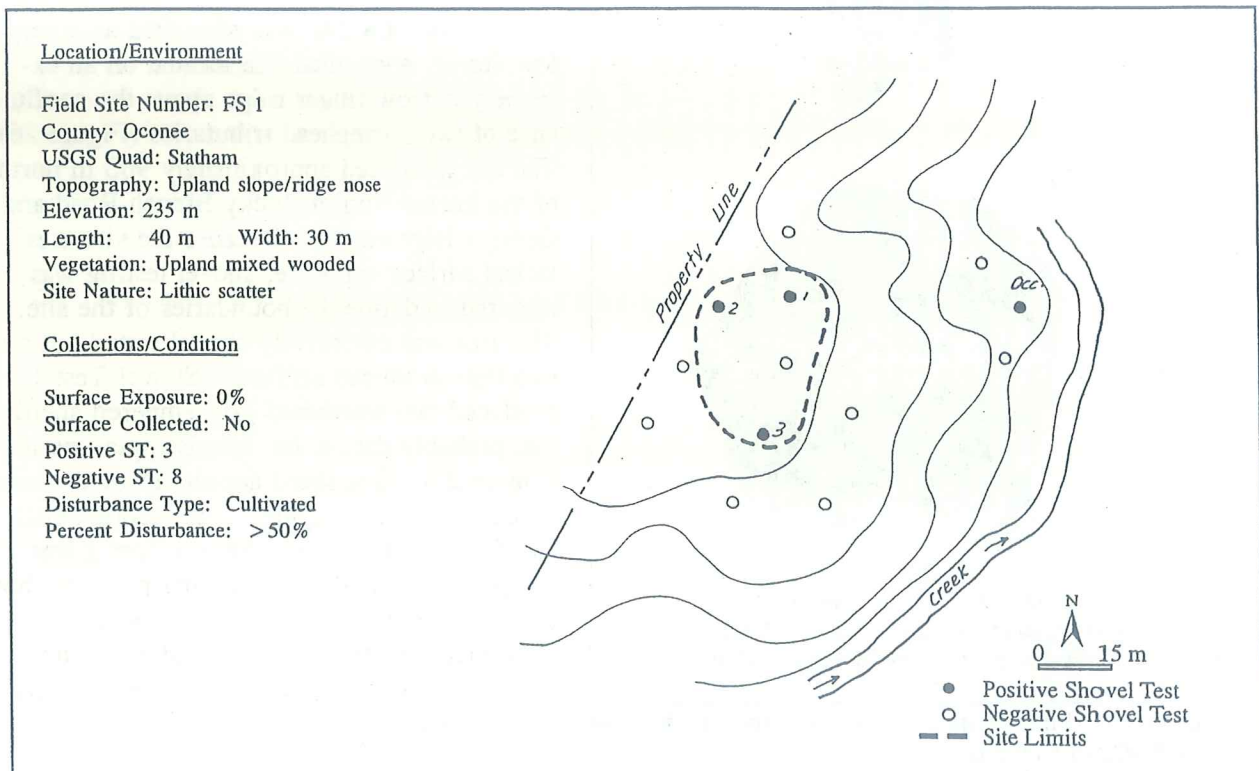 Location/Environment
Field Site Number: FS 1
County: Oconee
USGS Quad: Statham
Topography: Upland slope/ridge nose
Elevation: 235 m
Length: 40 m Width: 30 m
Vegetation: Upland mixed wooded
Site Nature: Lithic scatter
Collections/Condition
Surface Exposure: 0%
Surface Collected: No
Positive ST: 3
Negative ST: 8
Disturbance Type: Cultivated
Percent Disturbance: >50%
Property Line
Occ.
2
1
3
Creek
N
0 15 m
Positive Shovel Test
Negative Shovel Test
Site Limits